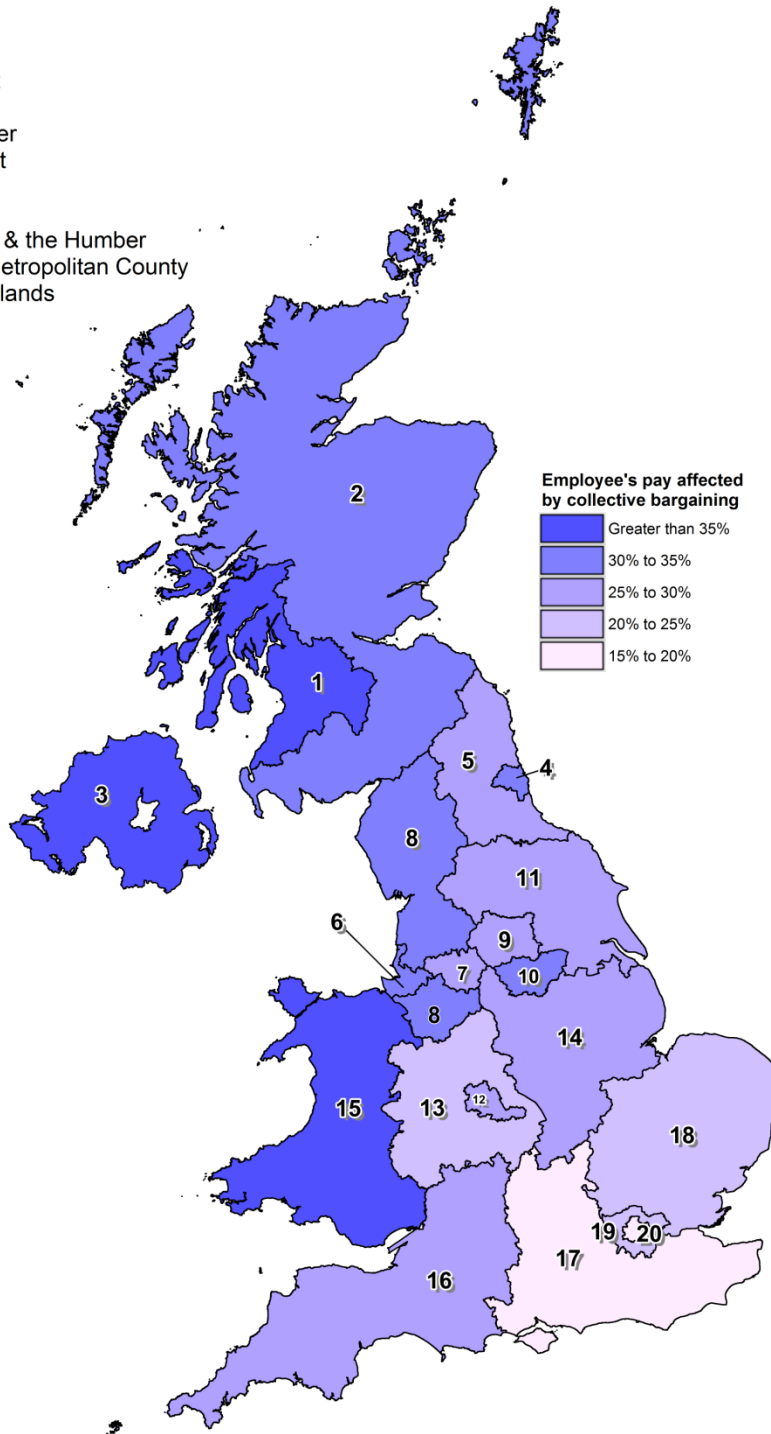 er
t
& the Humber
etropolitan County
lands
2
Employee's pay affected
by collective bargaining
Greater than 35%
30% to 35%
25% to 30%
20% to 25%
15% to 20%
1
5
4
3
8
11
6
9
7
10
8
14
15
13
12
18
19
20
17
16